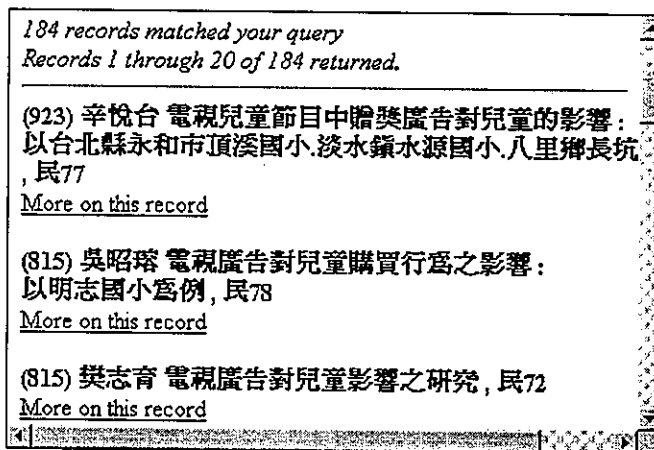 184 records matched your query
Records 1 through 20 of 184 returned.
(923) 辛悅台 電視兒童節目中贈獎廣告對兒童的影響:
以台北縣永和市頂溪國小.淡水鎮水源國小.八里鄉長坑
, 民77
More on this record
(815) 吳昭瑢 電視廣告對兒童購買行為之影響:
以明志國小為例, 民78
More on this record
(815) 樊志育 電視廣告對兒童影響之研究, 民72
More on this record